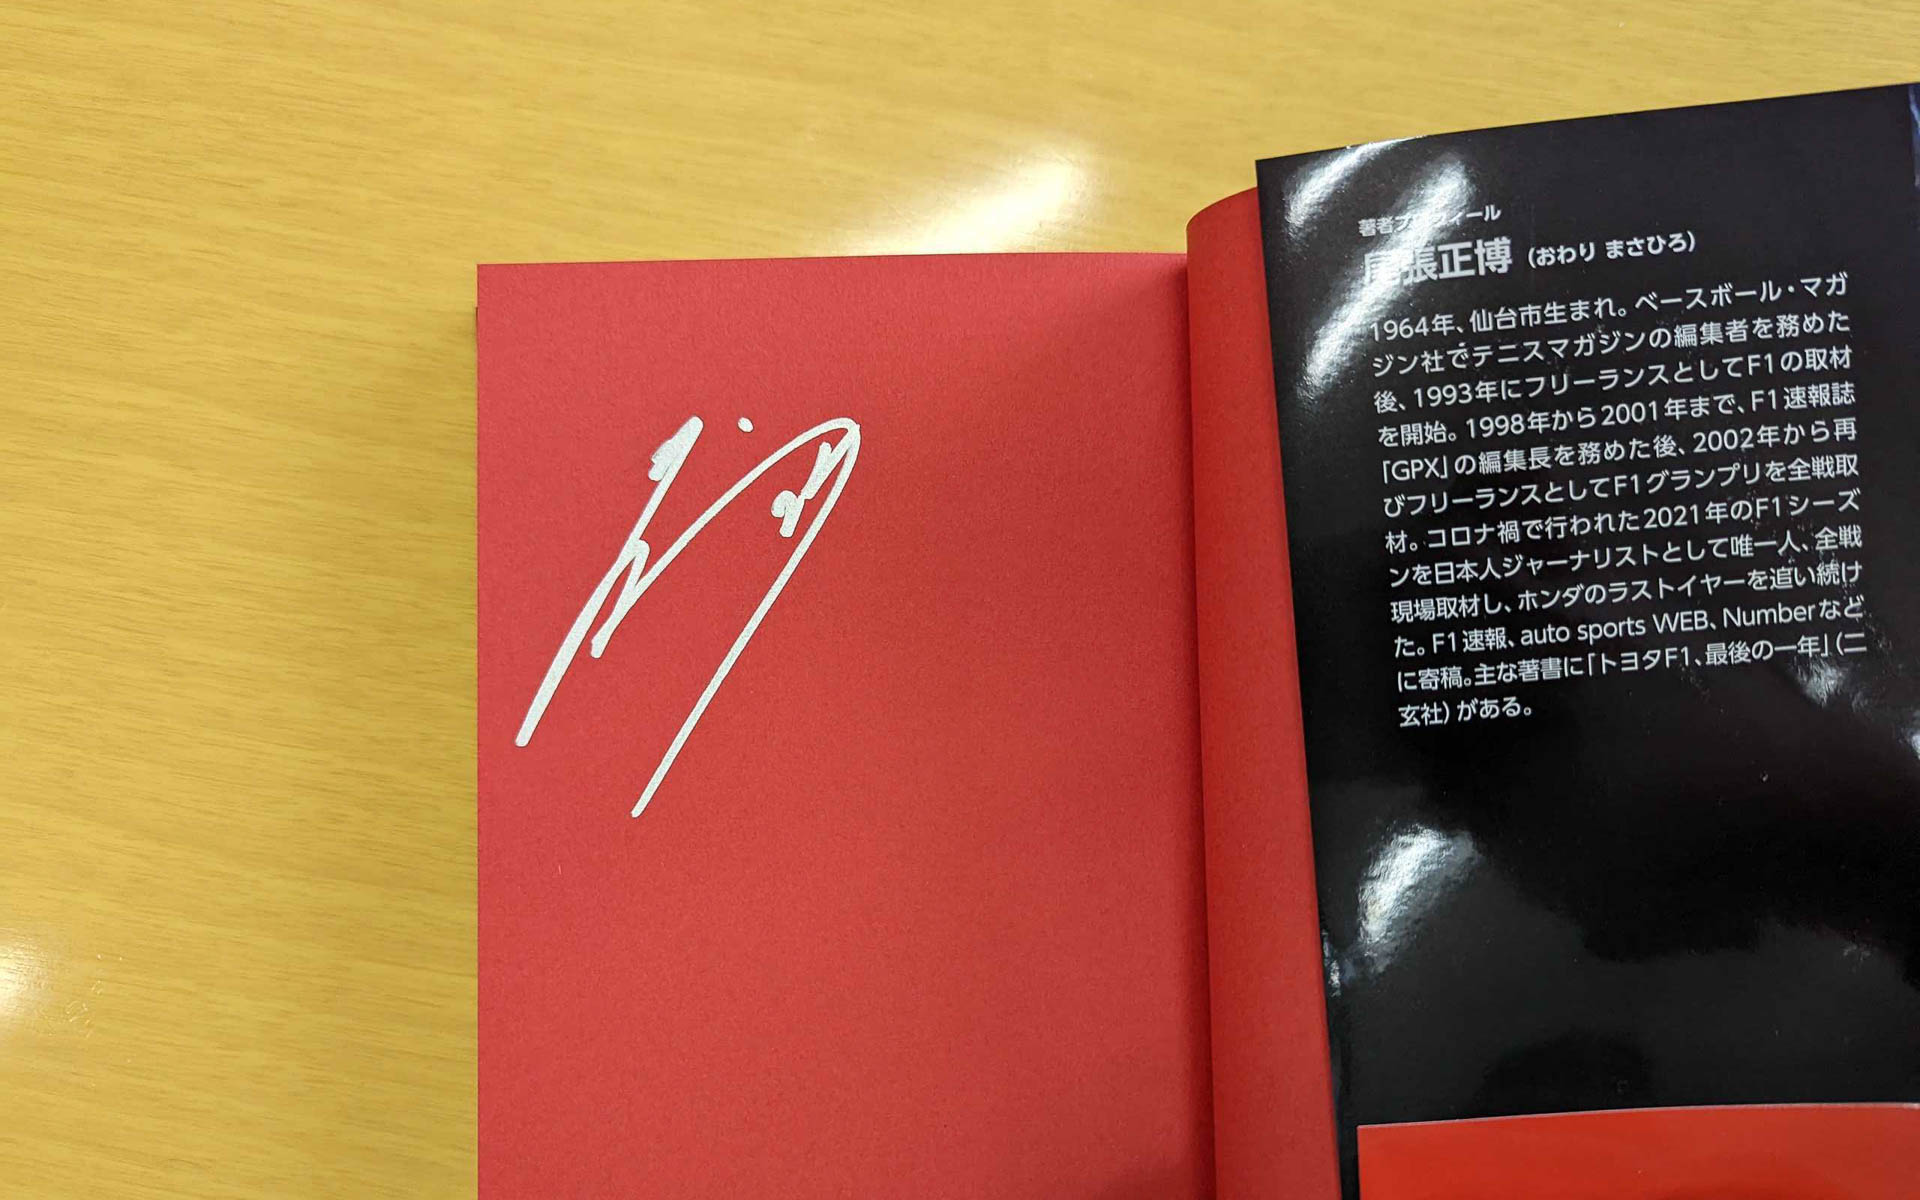 著者プロフィール
尾張正博 (おわり まさひろ)
1964年、仙台市生まれ。ベースボール・マガ
ジン社でテニスマガジンの編集者を務めた
後、1993年にフリーランスとしてF1の取材
を開始。1998年から2001年まで、F1速報誌
「GPX」の編集長を務めた後、2002年から再
びフリーランスとしてF1グランプリを全戦取
材。コロナ禍で行われた2021年のF1シーズ
ンを日本人ジャーナリストとして唯一人、全戦
現場取材し、ホンダのラストイヤーを追い続け
た。F1速報、auto sports WEB、Numberなど
に寄稿。主な著書に「トヨタF1、最後の一年」(二
玄社)がある。